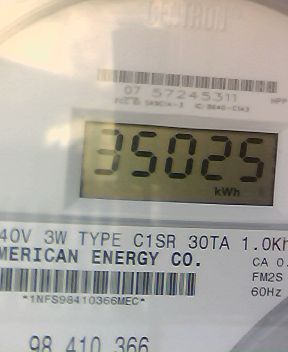 CENTRON
07 57245311
35025
kWh
40V 3W TYPE C1SR 30TA 1.0Kh
MERICAN ENERGY CO.
CA 0.
FM2S
60Hz
*1NFS98410366MEC*
98 410 366